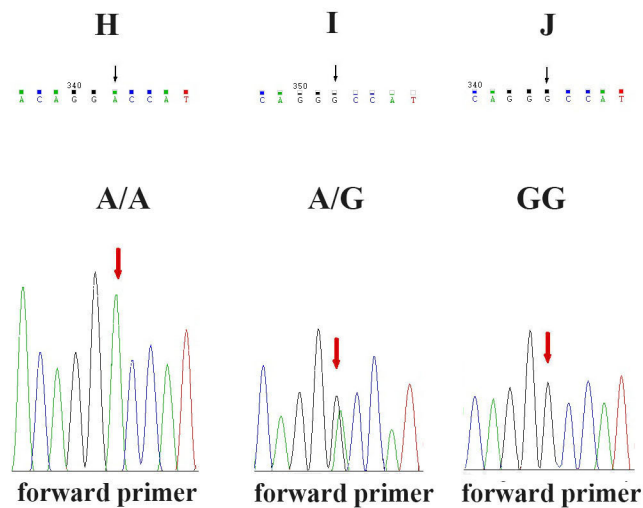 H I J
340 350 340
A C A G G A C C A T C A G G G C C A T C A G G G C C A T
A/A A/G GG
forward primer forward primer forward primer